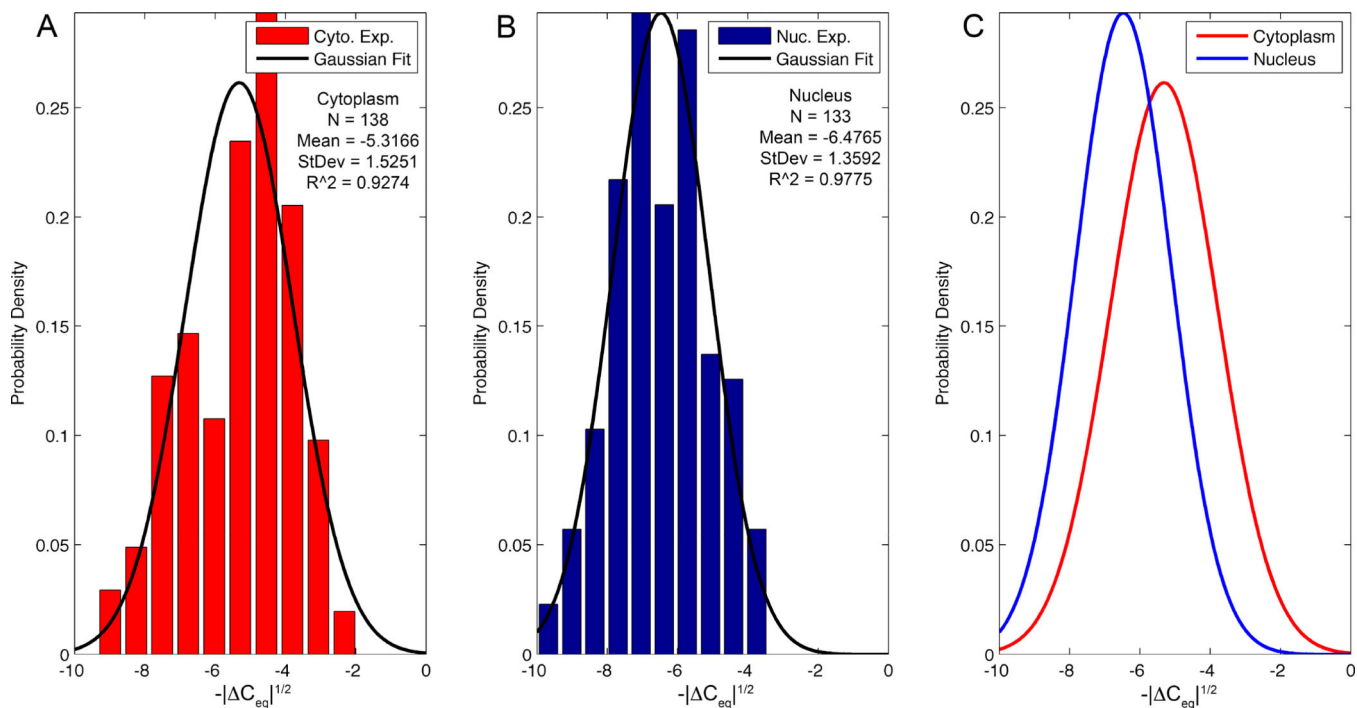 A
Cyto. Exp.
Gaussian Fit
Cytoplasm
N = 138
Mean = -5.3166
StDev = 1.5251
R^2 = 0.9274
Probability Density
0.25
0.2
0.15
0.1
0.05
0
-10
-8
-6
-4
-2
0
-|ΔC_eq|^1/2
B
Nuc. Exp.
Gaussian Fit
Nucleus
N = 133
Mean = -6.4765
StDev = 1.3592
R^2 = 0.9775
Probability Density
0.25
0.2
0.15
0.1
0.05
0
-10
-8
-6
-4
-2
0
-|ΔC_eq|^1/2
C
Cytoplasm
Nucleus
Probability Density
0.25
0.2
0.15
0.1
0.05
0
-10
-8
-6
-4
-2
0
-|ΔC_eq|^1/2